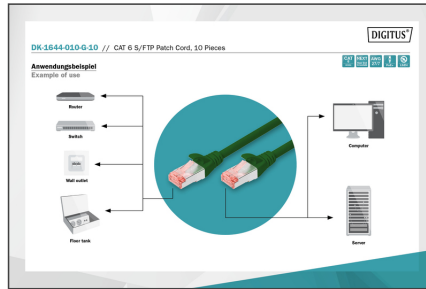 DIGITUS®
DK-1644-010-G-10 // CAT 6 S/FTP Patch Cord, 10 Pieces
Anwendungsbeispiel
Example of use
Router
Switch
Wall outlet
Floor tank
Computer
Server